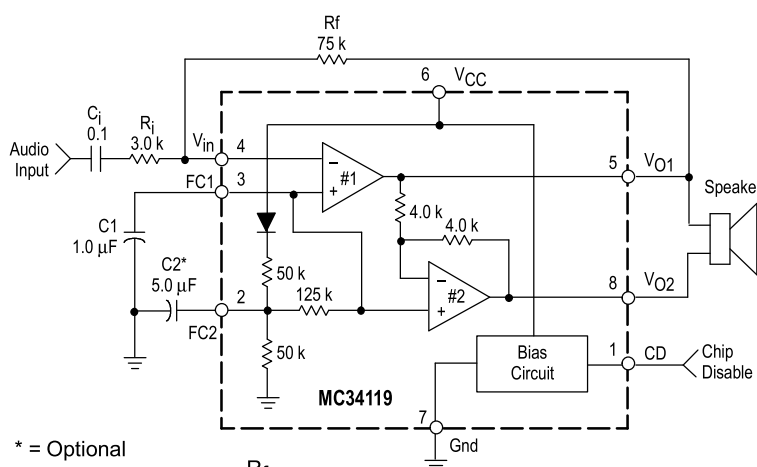 Rf
75 k
6 VCC
Ci
0.1
Ri
3.0 k
Vin
4
Audio
Input
FC1
3
−
#1
+
5
VO1
Speake
4.0 k
4.0 k
C1
1.0 µF
C2*
5.0 µF
50 k
2
125 k
FC2
−
#2
+
8
VO2
50 k
Bias
Circuit
1
CD
Chip
Disable
MC34119
7
Gnd
* = Optional